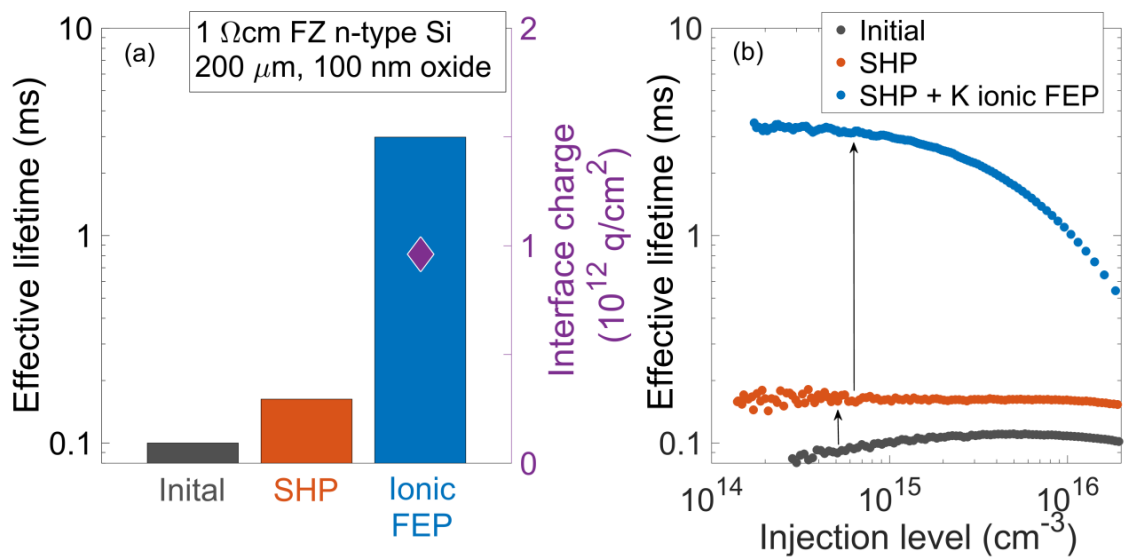 (a)
1 Ωcm FZ n-type Si
200 μm, 100 nm oxide
10
1
0.1
Effective lifetime (ms)
2
1
0
Interface charge
(10¹² q/cm²)
Inital
SHP
Ionic
FEP
(b)
Initial
SHP
SHP + K ionic FEP
10
1
0.1
Effective lifetime (ms)
10¹⁴
10¹⁵
10¹⁶
Injection level (cm⁻³)